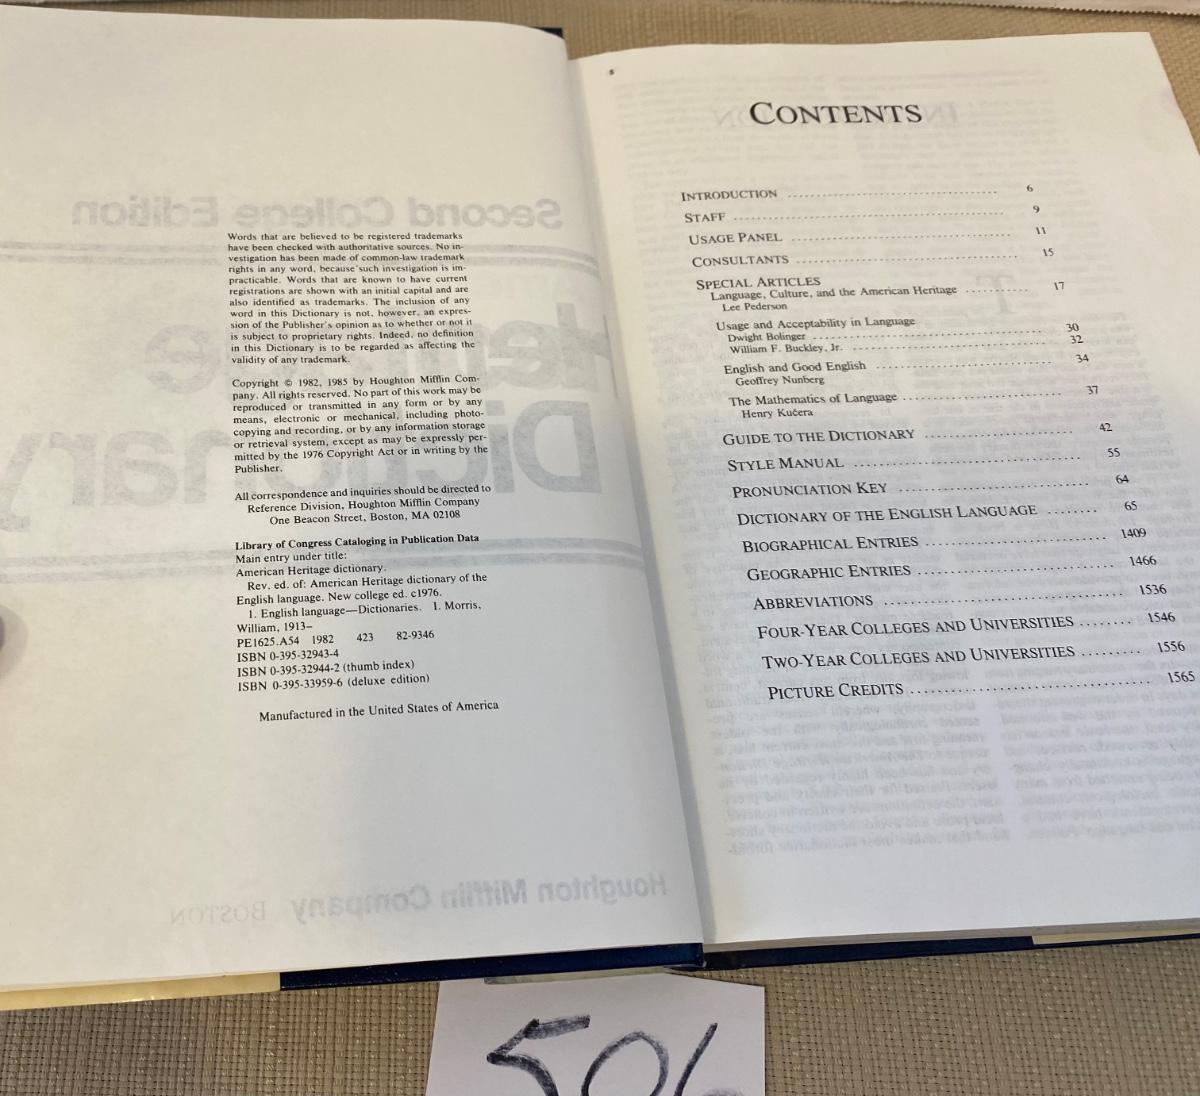 Second College Edition
Words that are believed to be registered trademarks
have been checked with authoritative sources. No in-
vestigation has been made of common-law trademark
rights in any word, because such investigation is im-
practicable. Words that are known to have current
registrations are shown with an initial capital and are
also identified as trademarks. The inclusion of any
word in this Dictionary is not, however, an expres-
sion of the Publisher's opinion as to whether or not it
is subject to proprietary rights. Indeed, no definition
in this Dictionary is to be regarded as affecting the
validity of any trademark.
Copyright © 1982, 1985 by Houghton Mifflin Com-
pany. All rights reserved. No part of this work may be
reproduced or transmitted in any form or by any
means, electronic or mechanical, including photo-
copying and recording, or by any information storage
or retrieval system, except as may be expressly per-
mitted by the 1976 Copyright Act or in writing by the
Publisher.
All correspondence and inquiries should be directed to
Reference Division, Houghton Mifflin Company
One Beacon Street, Boston, MA 02108
Library of Congress Cataloging in Publication Data
Main entry under title:
American Heritage dictionary.
Rev. ed. of: American Heritage dictionary of the
English language. New college ed. c1976.
1. English language—Dictionaries. I. Morris,
William, 1913–
PE1625.A54 1982 423 82-9346
ISBN 0-395-32943-4
ISBN 0-395-32944-2 (thumb index)
ISBN 0-395-33959-6 (deluxe edition)
Manufactured in the United States of America
Dictionary
Houghton Mifflin Company BOSTON
5
CONTENTS
INTRODUCTION .......... 6
STAFF .......... 9
USAGE PANEL .......... 11
CONSULTANTS .......... 15
SPECIAL ARTICLES
Language, Culture, and the American Heritage .......... 17
Lee Pederson
Usage and Acceptability in Language
Dwight Bolinger .......... 30
William F. Buckley, Jr. .......... 32
English and Good English .......... 34
Geoffrey Nunberg
The Mathematics of Language .......... 37
Henry Kučera
GUIDE TO THE DICTIONARY .......... 42
STYLE MANUAL .......... 55
PRONUNCIATION KEY .......... 64
DICTIONARY OF THE ENGLISH LANGUAGE ........ 65
BIOGRAPHICAL ENTRIES .......... 1409
GEOGRAPHIC ENTRIES .......... 1466
ABBREVIATIONS .......... 1536
FOUR-YEAR COLLEGES AND UNIVERSITIES ........ 1546
TWO-YEAR COLLEGES AND UNIVERSITIES ......... 1556
PICTURE CREDITS .......... 1565
506